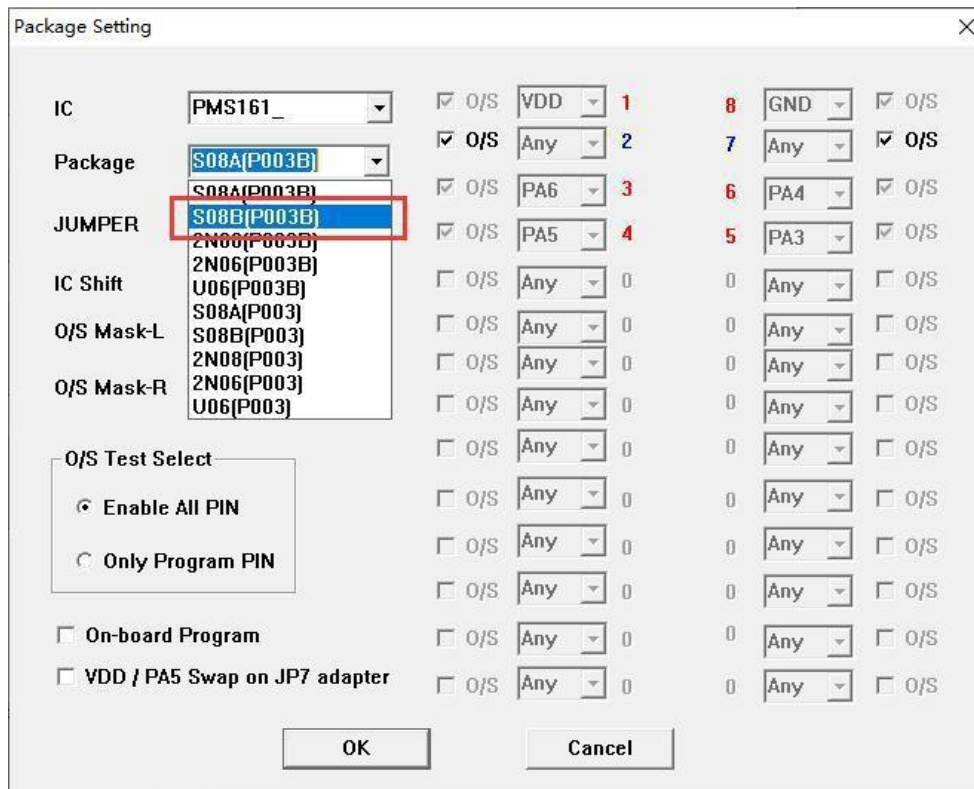 Package Setting
IC PMS161_
Package S08A(P003B)
S08A(P003B)
S08B(P003B)
2N08(P003B)
2N06(P003B)
U06(P003B)
S08A(P003)
S08B(P003)
2N08(P003)
2N06(P003)
U06(P003)
JUMPER
IC Shift
O/S Mask-L
O/S Mask-R
O/S Test Select
Enable All PIN
Only Program PIN
On-board Program
VDD / PA5 Swap on JP7 adapter
O/S VDD 1 8 GND O/S
O/S Any 2 7 Any O/S
O/S PA6 3 6 PA4 O/S
O/S PA5 4 5 PA3 O/S
O/S Any 0 0 Any O/S
O/S Any 0 0 Any O/S
O/S Any 0 0 Any O/S
O/S Any 0 0 Any O/S
O/S Any 0 0 Any O/S
O/S Any 0 0 Any O/S
O/S Any 0 0 Any O/S
O/S Any 0 0 Any O/S
O/S Any 0 0 Any O/S
O/S Any 0 0 Any O/S
OK Cancel